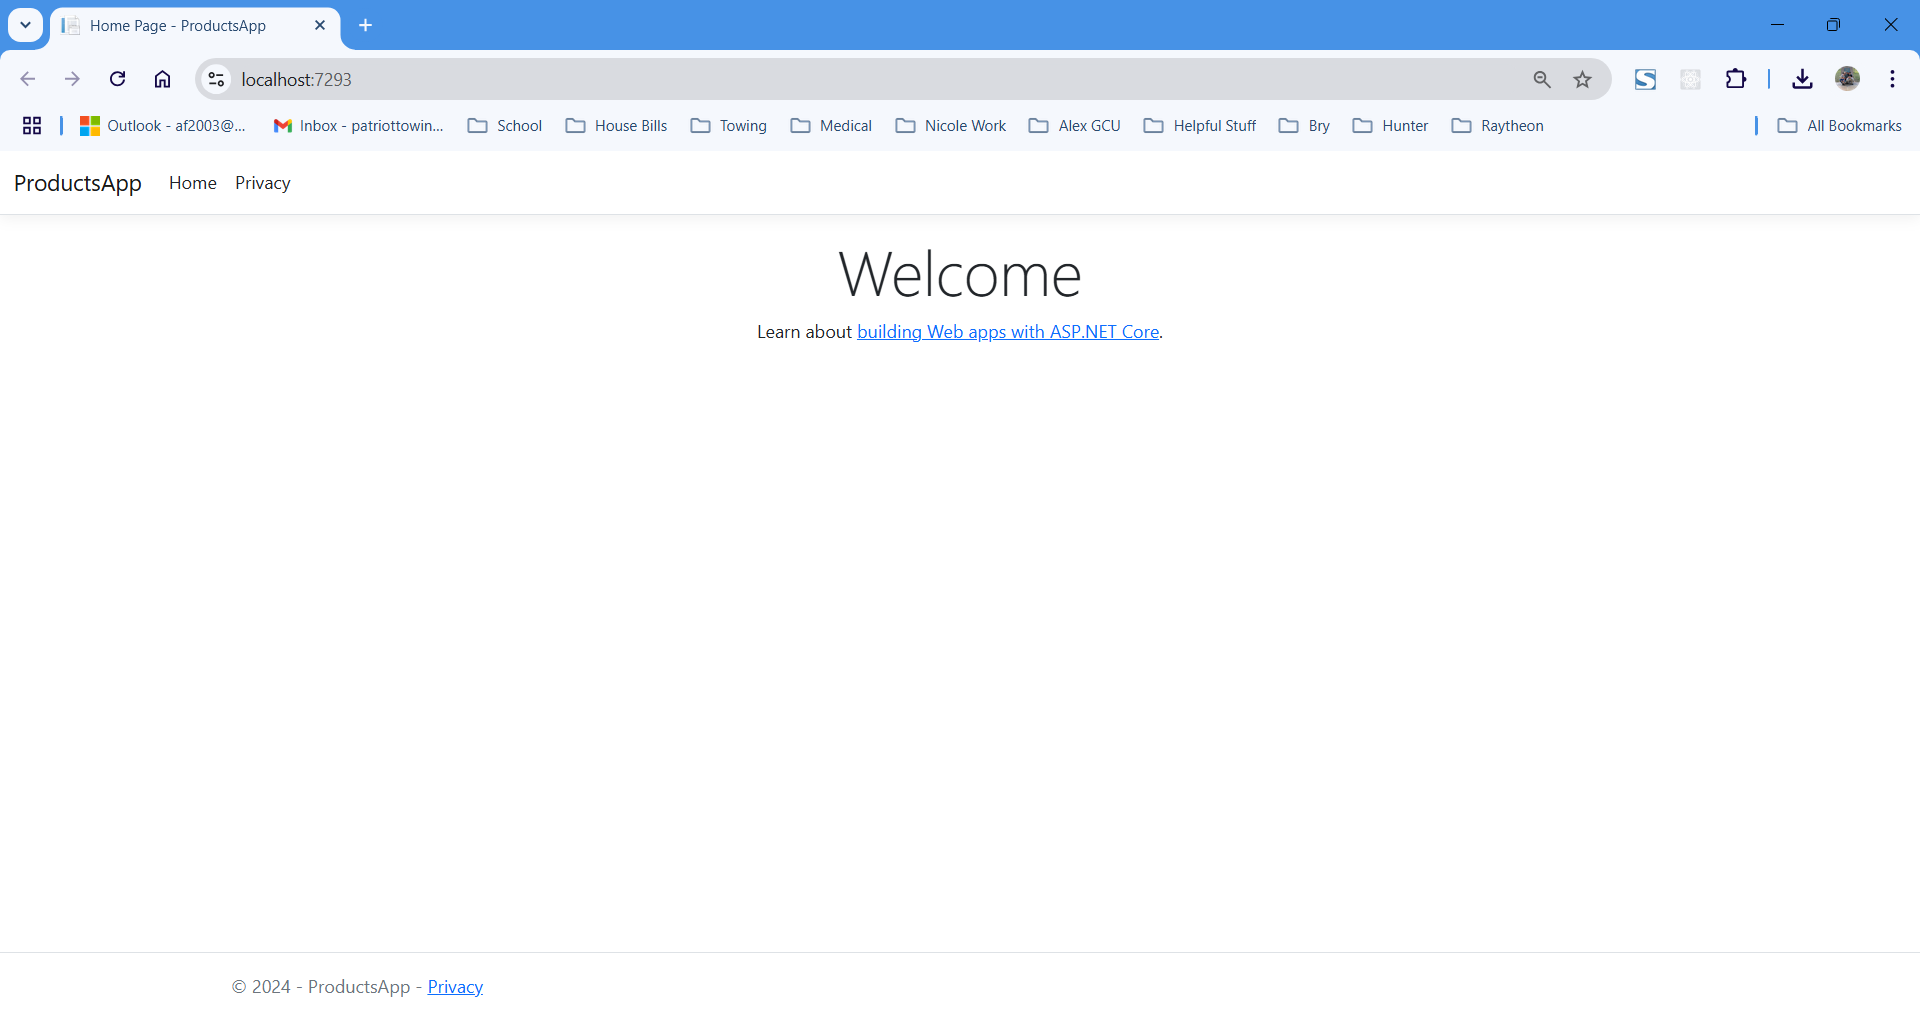 Home Page - ProductsApp
localhost:7293
Outlook - af2003@... Inbox - patriottowin... School House Bills Towing Medical Nicole Work Alex GCU Helpful Stuff Bry Hunter Raytheon All Bookmarks
ProductsApp Home Privacy
Welcome
Learn about building Web apps with ASP.NET Core.
© 2024 - ProductsApp - Privacy